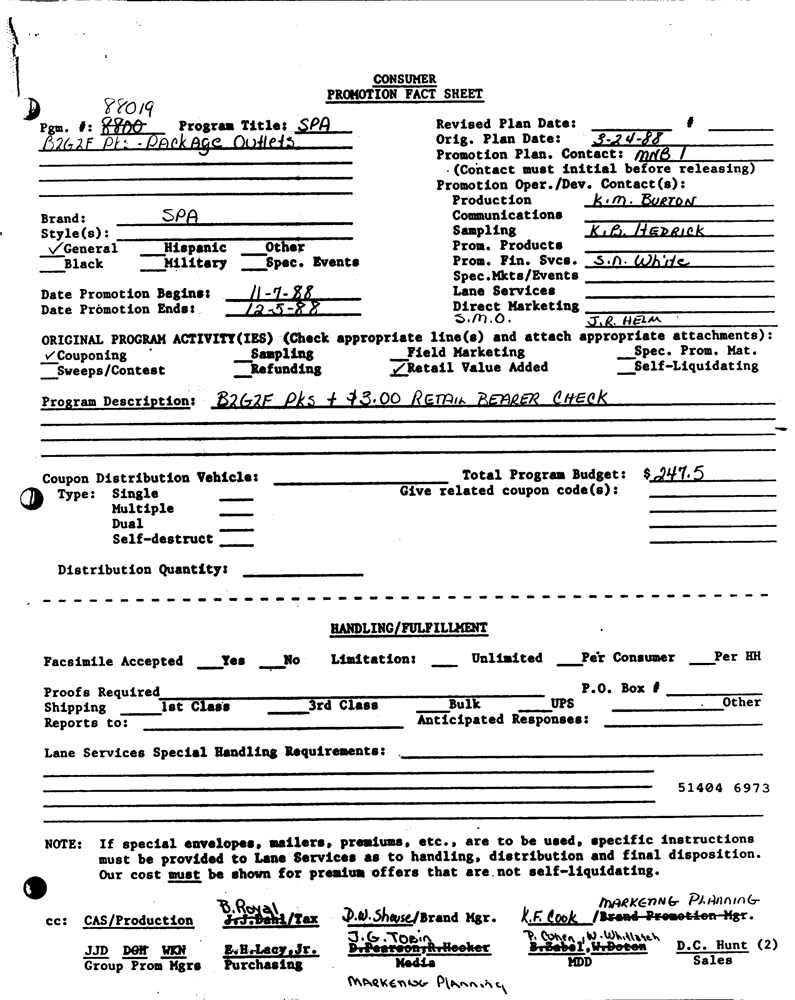 CONSUMER
PROMOTION FACT SHEET
88019
Pgm. #: 8800 Program Title: SPA
B2G2F Pks - Package Outlets
Revised Plan Date: #
Orig. Plan Date: 3-24-88
Promotion Plan. Contact: MNB 1
(Contact must initial before releasing)
Promotion Oper./Dev. Contact(s):
Production K.M. BURTON
Communications
Sampling K.B. HEDRICK
Prom. Products
Prom. Fin. Svcs. S.N. White
Spec.Mkts/Events
Lane Services
Direct Marketing
S.M.O. J.R. HELM
Brand: SPA
Style(s):
✓General Hispanic Other
Black Military Spec. Events
Date Promotion Begins: 11-7-88
Date Promotion Ends: 12-5-88
ORIGINAL PROGRAM ACTIVITY(IES) (Check appropriate line(s) and attach appropriate attachments):
✓Couponing Sampling Field Marketing Spec. Prom. Mat.
Sweeps/Contest Refunding ✓Retail Value Added Self-Liquidating
Program Description: B2G2F Pks + $3.00 RETAIL BEARER CHECK
Coupon Distribution Vehicle: Total Program Budget: $ 247.5
Type: Single Give related coupon code(s):
Multiple
Dual
Self-destruct
Distribution Quantity:
HANDLING/FULFILLMENT
Facsimile Accepted Yes No Limitation: Unlimited Per Consumer Per HH
Proofs Required P.O. Box #
Shipping 1st Class 3rd Class Bulk UPS Other
Reports to: Anticipated Responses:
Lane Services Special Handling Requirements:
51404 6973
NOTE: If special envelopes, mailers, premiums, etc., are to be used, specific instructions
must be provided to Lane Services as to handling, distribution and final disposition.
Our cost must be shown for premium offers that are not self-liquidating.
MARKETING PLANNING
B. Royal
cc: CAS/Production J.J.Dahl/Tax D.W. Shouse/Brand Mgr. K.F. Cook /Brand Promotion Mgr.
J.G. Tobin P. Cohen, W. Whitlatch
JJD DGH WKN E.H.Lacy,Jr. D.Pearson,R.Hooker B.Zabel,W.Doton D.C. Hunt (2)
Group Prom Mgrs Purchasing Media MDD Sales
MARKETING Planning